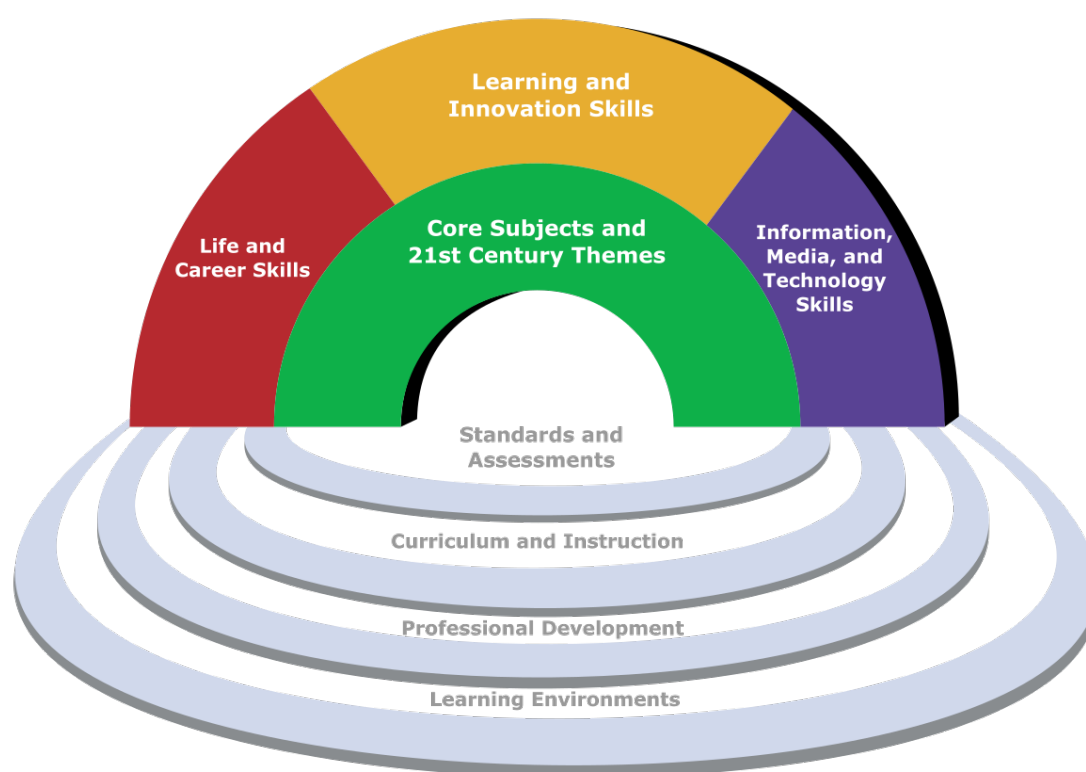 Learning and
Innovation Skills
Life and
Career Skills
Core Subjects and
21st Century Themes
Information,
Media, and
Technology
Skills
Standards and
Assessments
Curriculum and Instruction
Professional Development
Learning Environments